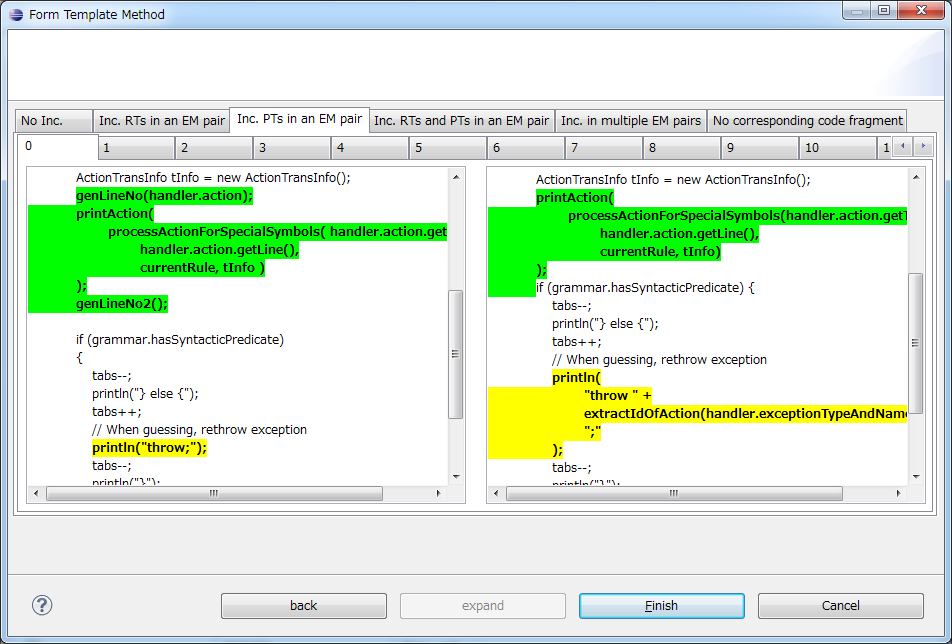 Form Template Method
No Inc.
Inc. RTs in an EM pair
Inc. PTs in an EM pair
Inc. RTs and PTs in an EM pair
Inc. in multiple EM pairs
No corresponding code fragment
0
1
2
3
4
5
6
7
8
9
10
1
ActionTransInfo tInfo = new ActionTransInfo();
genLineNo(handler.action);
printAction(
processActionForSpecialSymbols( handler.action.get
handler.action.getLine(),
currentRule, tInfo )
);
genLineNo2();
if (grammar.hasSyntacticPredicate)
{
tabs--;
println("} else {");
tabs++;
// When guessing, rethrow exception
println("throw;");
tabs--;
println("}");
ActionTransInfo tInfo = new ActionTransInfo();
printAction(
processActionForSpecialSymbols(handler.action.getT
handler.action.getLine(),
currentRule, tInfo)
);
if (grammar.hasSyntacticPredicate) {
tabs--;
println("} else {");
tabs++;
// When guessing, rethrow exception
println(
"throw " +
extractIdOfAction(handler.exceptionTypeAndName
";"
);
tabs--;
println("}");
?
back
expand
Finish
Cancel